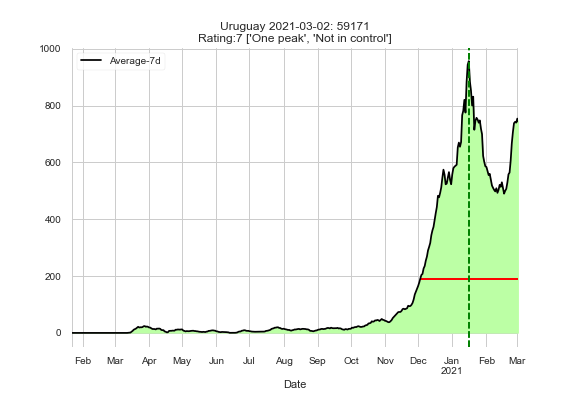 Uruguay 2021-03-02: 59171
Rating:7 ['One peak', 'Not in control']
Average-7d
1000
800
600
400
200
0
Feb Mar Apr May Jun Jul Aug Sep Oct Nov Dec Jan Feb Mar
2021
Date